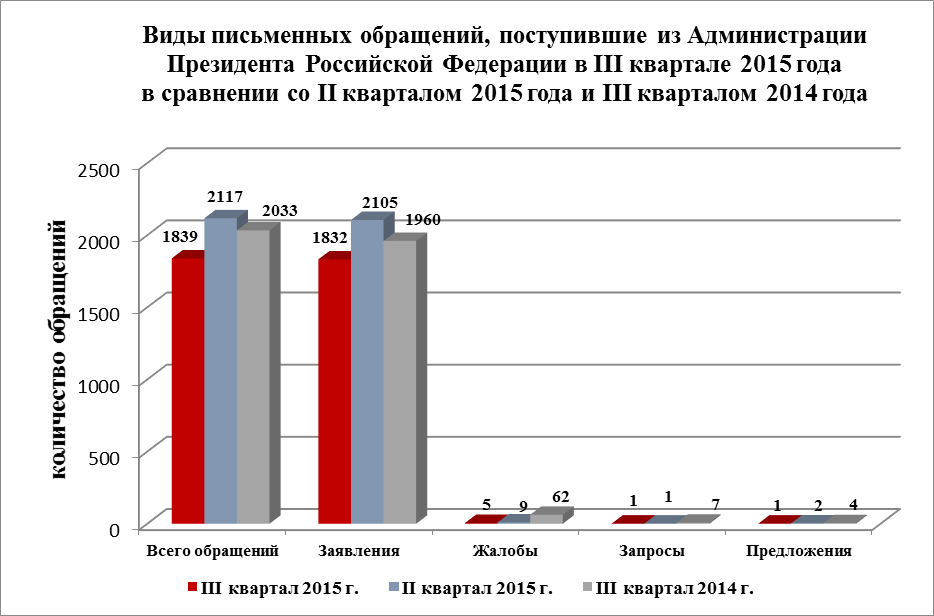 Виды письменных обращений, поступившие из Администрации
Президента Российской Федерации в III квартале 2015 года
в сравнении со II кварталом 2015 года и III кварталом 2014 года
количество обращений
2500
2000
1500
1000
500
0
1839
2117
2033
1832
2105
1960
5
9
62
1
1
7
1
2
4
Всего обращений
Заявления
Жалобы
Запросы
Предложения
III квартал 2015 г.
II квартал 2015 г.
III квартал 2014 г.